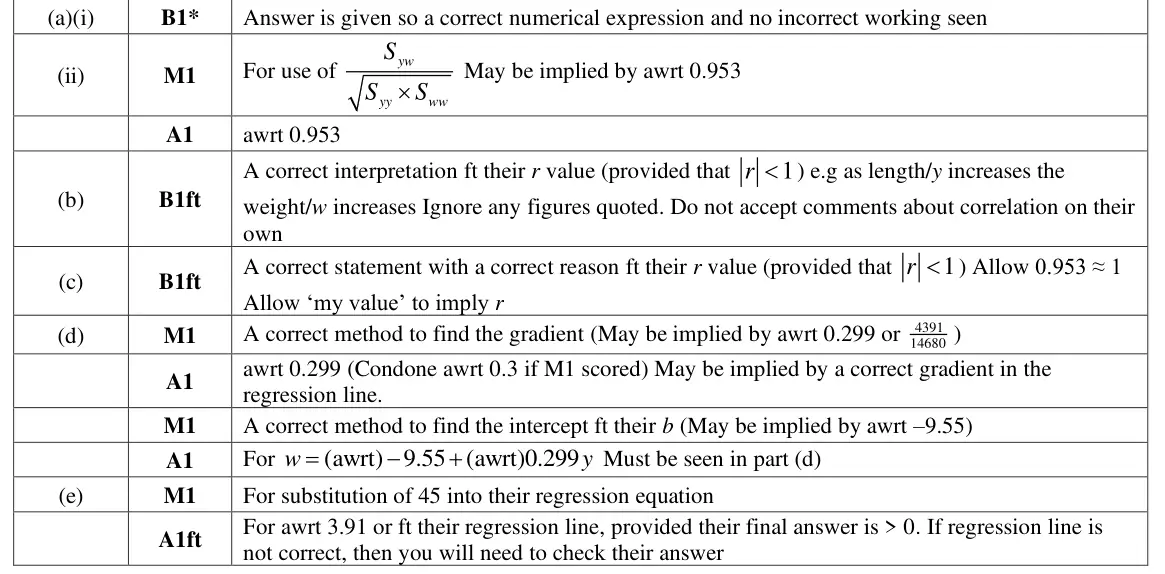 (a)(i) B1* Answer is given so a correct numerical expression and no incorrect working seen
(ii) M1 For use of S_yw / √(S_yy × S_ww) May be implied by awrt 0.953
A1 awrt 0.953
(b) B1ft A correct interpretation ft their r value (provided that |r| < 1 ) e.g as length/y increases the
weight/w increases Ignore any figures quoted. Do not accept comments about correlation on their
own
(c) B1ft A correct statement with a correct reason ft their r value (provided that |r| < 1 ) Allow 0.953 ≈ 1
Allow ‘my value’ to imply r
(d) M1 A correct method to find the gradient (May be implied by awrt 0.299 or 4391/14680 )
A1 awrt 0.299 (Condone awrt 0.3 if M1 scored) May be implied by a correct gradient in the
regression line.
M1 A correct method to find the intercept ft their b (May be implied by awrt –9.55)
A1 For w = (awrt) − 9.55 + (awrt)0.299y Must be seen in part (d)
(e) M1 For substitution of 45 into their regression equation
A1ft For awrt 3.91 or ft their regression line, provided their final answer is > 0. If regression line is
not correct, then you will need to check their answer